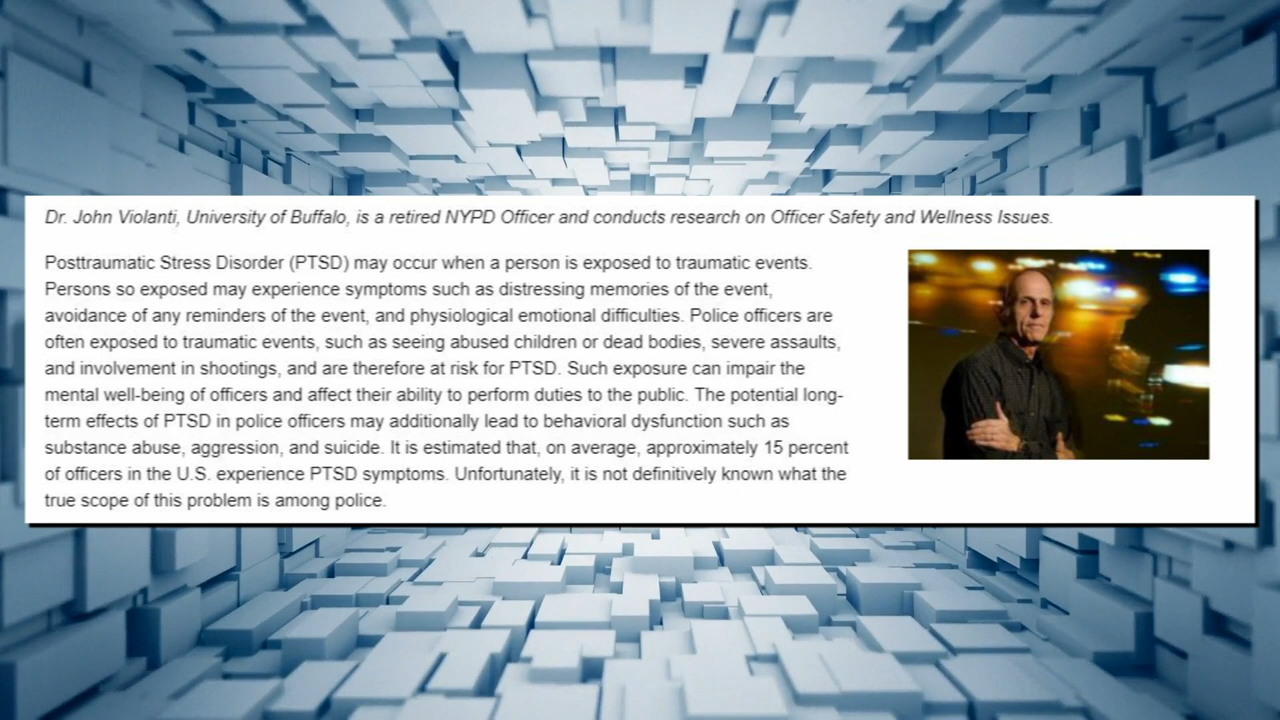 Dr. John Violanti, University of Buffalo, is a retired NYPD Officer and conducts research on Officer Safety and Wellness Issues.
Posttraumatic Stress Disorder (PTSD) may occur when a person is exposed to traumatic events.
Persons so exposed may experience symptoms such as distressing memories of the event,
avoidance of any reminders of the event, and physiological emotional difficulties. Police officers are
often exposed to traumatic events, such as seeing abused children or dead bodies, severe assaults,
and involvement in shootings, and are therefore at risk for PTSD. Such exposure can impair the
mental well-being of officers and affect their ability to perform duties to the public. The potential long-
term effects of PTSD in police officers may additionally lead to behavioral dysfunction such as
substance abuse, aggression, and suicide. It is estimated that, on average, approximately 15 percent
of officers in the U.S. experience PTSD symptoms. Unfortunately, it is not definitively known what the
true scope of this problem is among police.